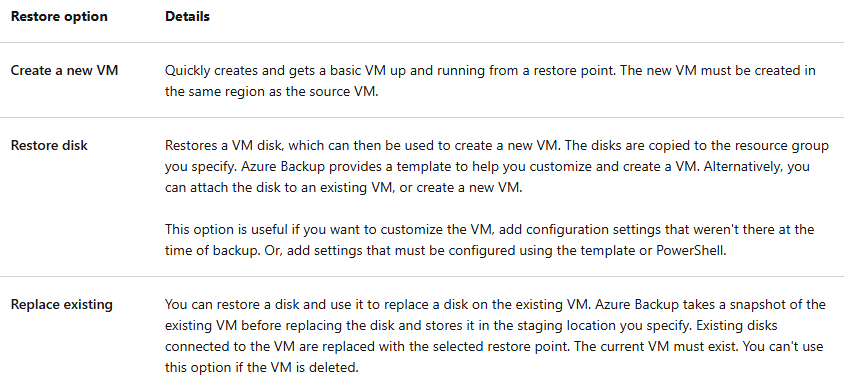 Restore option Details
Create a new VM Quickly creates and gets a basic VM up and running from a restore point. The new VM must be created in
the same region as the source VM.
Restore disk Restores a VM disk, which can then be used to create a new VM. The disks are copied to the resource group
you specify. Azure Backup provides a template to help you customize and create a VM. Alternatively, you
can attach the disk to an existing VM, or create a new VM.
This option is useful if you want to customize the VM, add configuration settings that weren't there at the
time of backup. Or, add settings that must be configured using the template or PowerShell.
Replace existing You can restore a disk and use it to replace a disk on the existing VM. Azure Backup takes a snapshot of the
existing VM before replacing the disk and stores it in the staging location you specify. Existing disks
connected to the VM are replaced with the selected restore point. The current VM must exist. You can't use
this option if the VM is deleted.